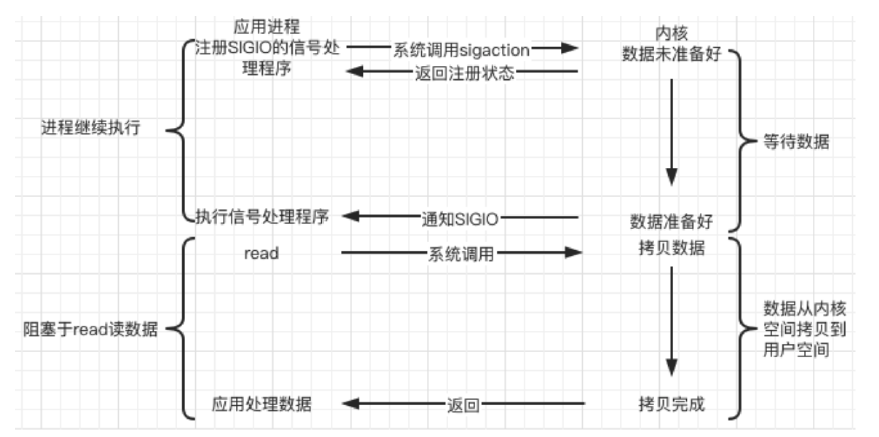 应用进程
注册SIGIO的信号处
理程序
系统调用sigaction
返回注册状态
内核
数据未准备好
进程继续执行
等待数据
执行信号处理程序
通知SIGIO
数据准备好
read
系统调用
拷贝数据
阻塞于read读数据
数据从内核
空间拷贝到
用户空间
应用处理数据
返回
拷贝完成